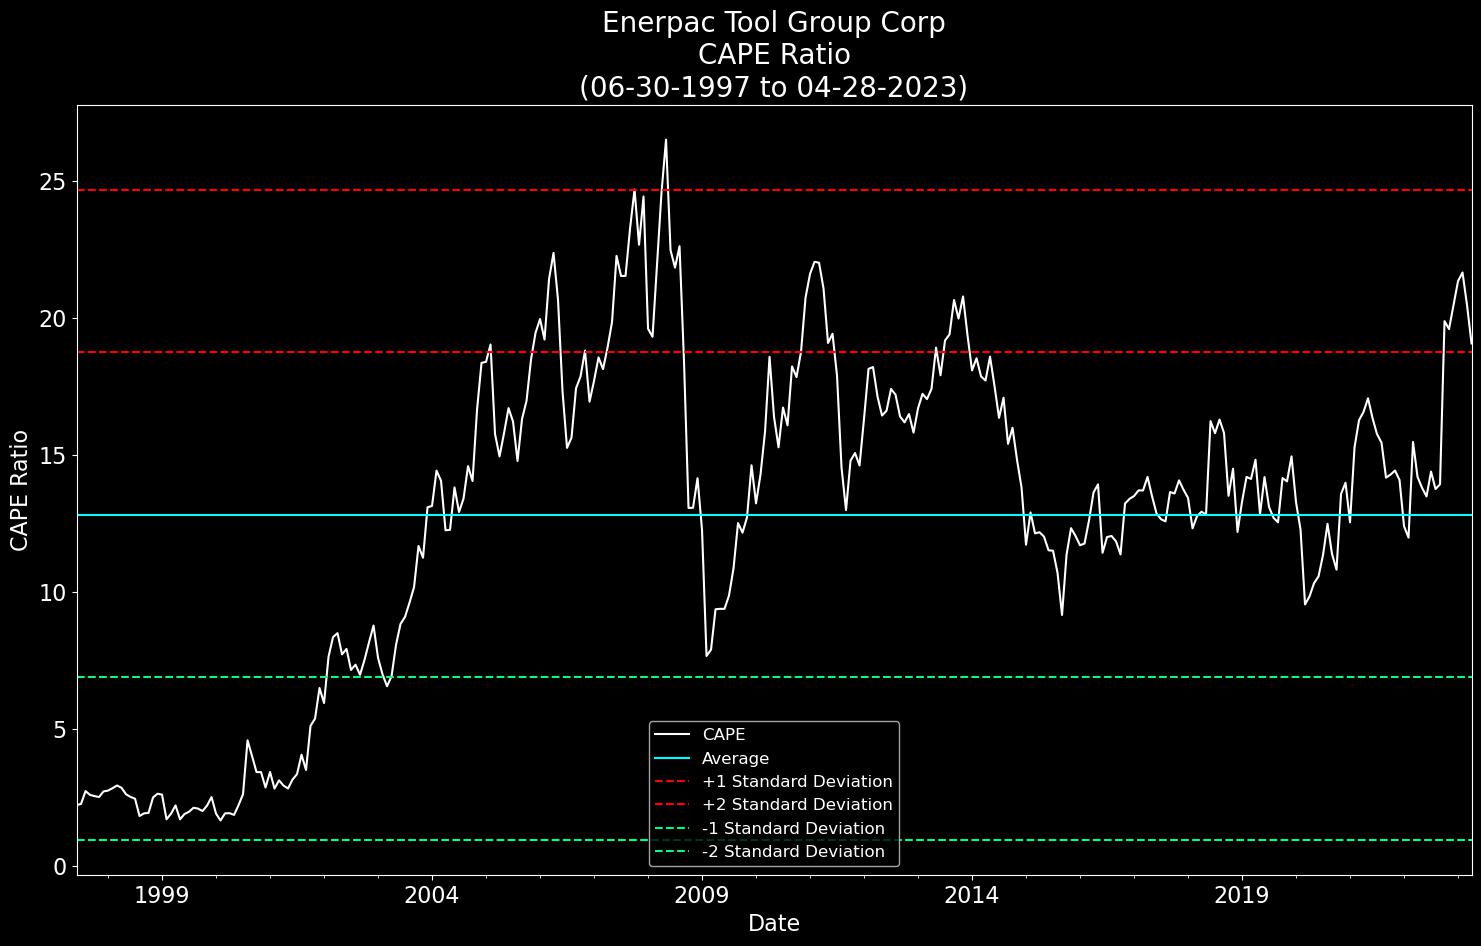 Enerpac Tool Group Corp
CAPE Ratio
(06-30-1997 to 04-28-2023)
CAPE Ratio
25
20
15
10
5
0
CAPE
Average
+1 Standard Deviation
+2 Standard Deviation
-1 Standard Deviation
-2 Standard Deviation
1999
2004
2009
2014
2019
Date